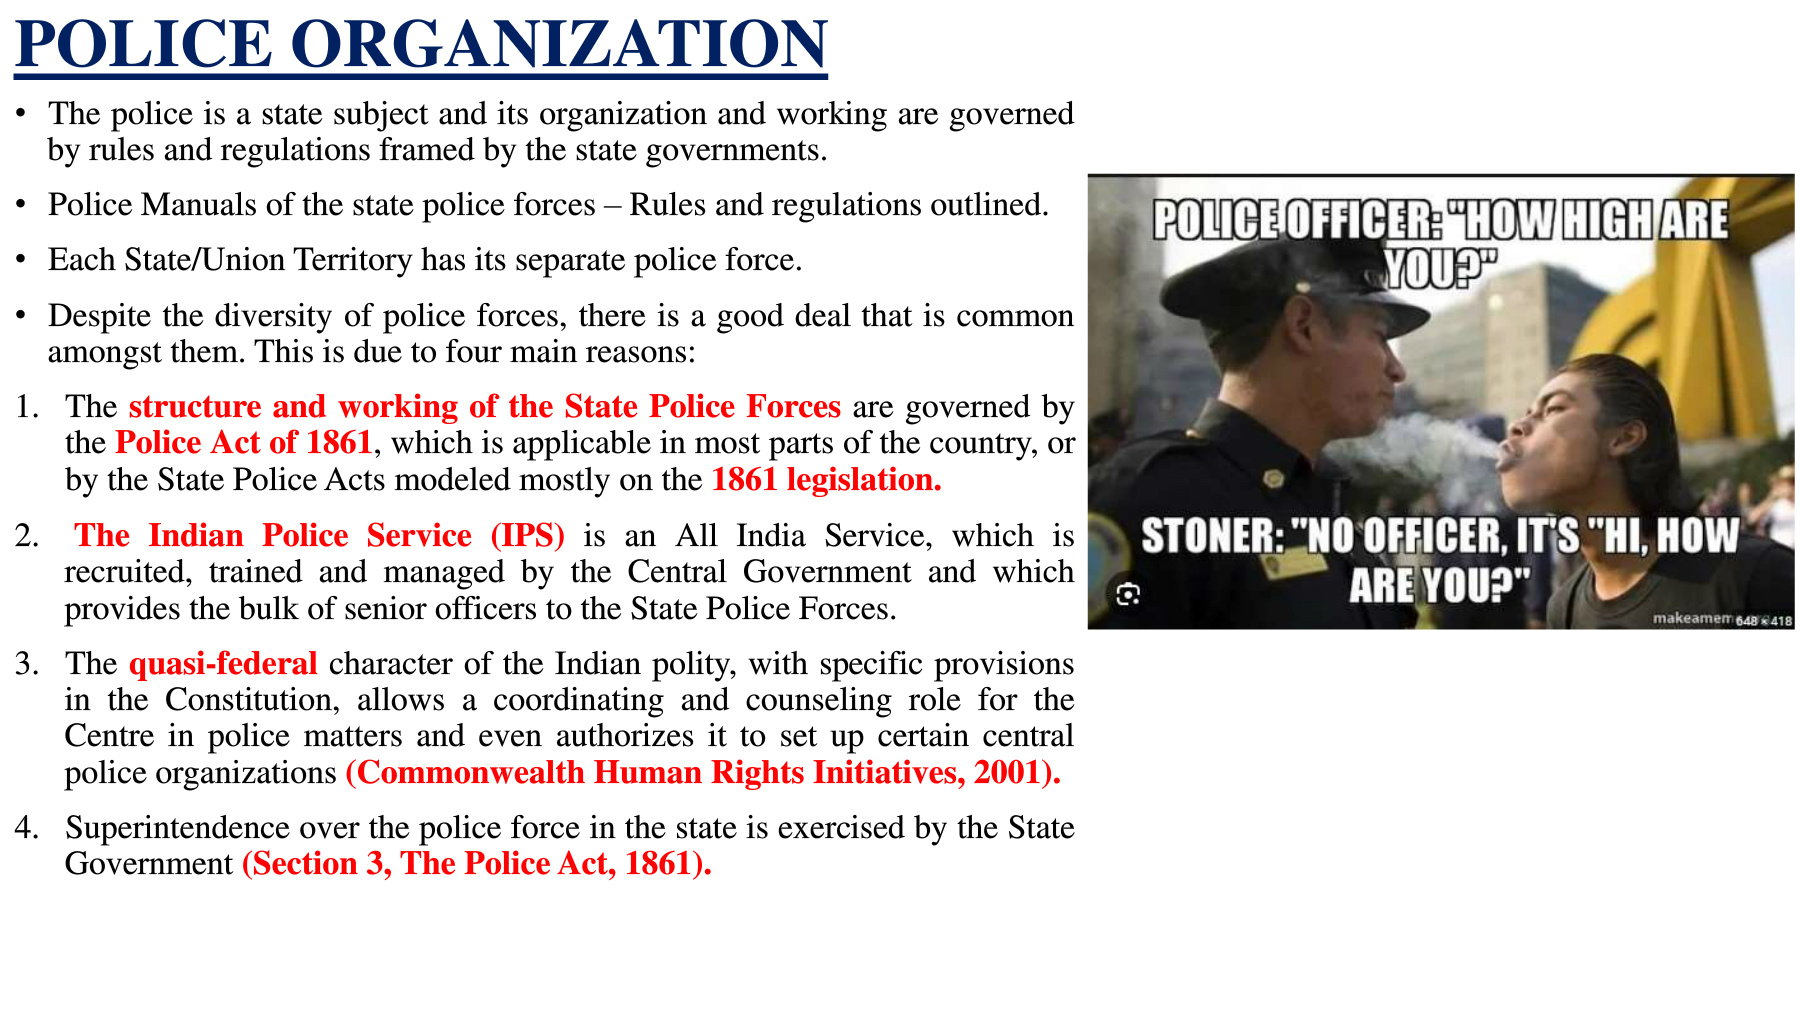 POLICE ORGANIZATION
• The police is a state subject and its organization and working are governed
by rules and regulations framed by the state governments.
• Police Manuals of the state police forces – Rules and regulations outlined.
• Each State/Union Territory has its separate police force.
• Despite the diversity of police forces, there is a good deal that is common
amongst them. This is due to four main reasons:
1. The structure and working of the State Police Forces are governed by
the Police Act of 1861, which is applicable in most parts of the country, or
by the State Police Acts modeled mostly on the 1861 legislation.
2. The Indian Police Service (IPS) is an All India Service, which is
recruited, trained and managed by the Central Government and which
provides the bulk of senior officers to the State Police Forces.
3. The quasi-federal character of the Indian polity, with specific provisions
in the Constitution, allows a coordinating and counseling role for the
Centre in police matters and even authorizes it to set up certain central
police organizations (Commonwealth Human Rights Initiatives, 2001).
4. Superintendence over the police force in the state is exercised by the State
Government (Section 3, The Police Act, 1861).
POLICE OFFICER: "HOW HIGH ARE
YOU?"
STONER: "NO OFFICER, IT'S "HI, HOW
ARE YOU?"
648 × 418